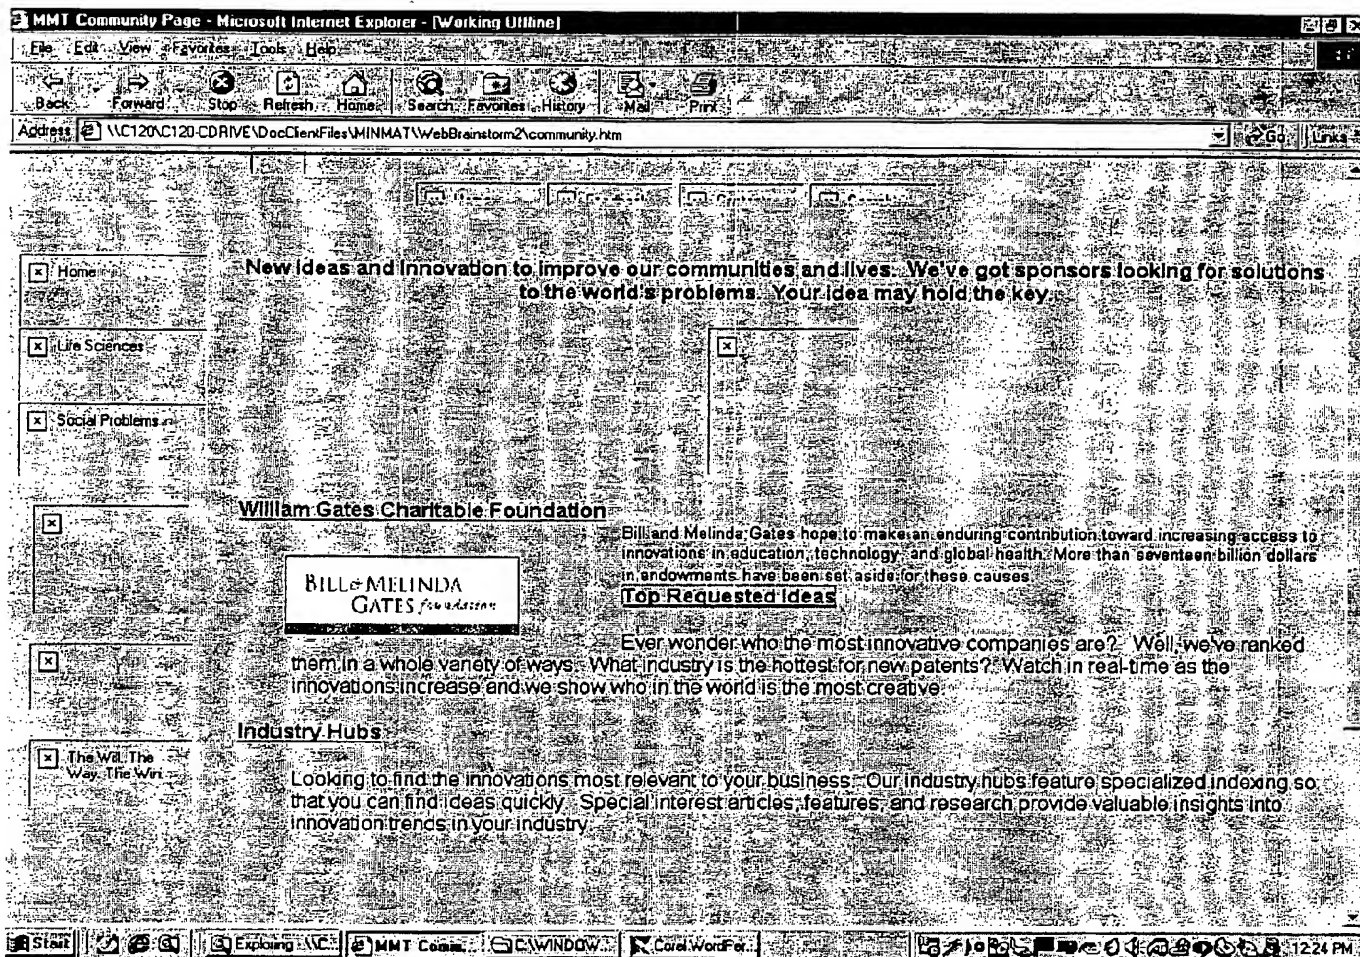 MMT Community Page - Microsoft Internet Explorer - [Working Offline]
File Edit View Favorites Tools Help
Back Forward Stop Refresh Home Search Favorites History Mail Print
Address \\C120\C120-CDRIVE\DocClientFiles\MINMAT\WebBrainstorm2\community.htm Go Links
Home
New Ideas and Innovation to improve our communities and lives. We've got sponsors looking for solutions
to the world's problems. Your idea may hold the key.
Life Sciences
Social Problems
William Gates Charitable Foundation
Bill and Melinda Gates hope to make an enduring contribution toward increasing access to
innovations in education, technology, and global health. More than seventeen billion dollars
in endowments have been set aside for these causes.
BILL & MELINDA
GATES foundation
Top Requested Ideas
Ever wonder who the most innovative companies are? Well, we've ranked
them in a whole variety of ways. What industry is the hottest for new patents? Watch in real-time as the
innovations increase and we show who in the world is the most creative.
Industry Hubs
The Will. The
Way. The Win.
Looking to find the innovations most relevant to your business. Our industry hubs feature specialized indexing so
that you can find ideas quickly. Special interest articles, features, and research provide valuable insights into
innovation trends in your industry.
Start Exploring - \\C... MMT Comm... C:\WINDOW... Corel WordPer... 12:24 PM